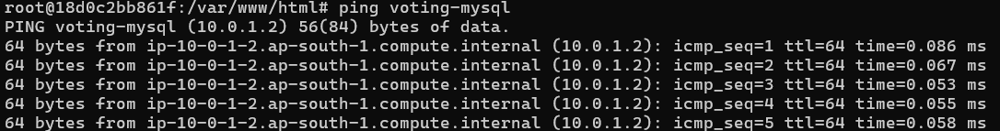 root@18d0c2bb861f:/var/www/html# ping voting-mysql
PING voting-mysql (10.0.1.2) 56(84) bytes of data.
64 bytes from ip-10-0-1-2.ap-south-1.compute.internal (10.0.1.2): icmp_seq=1 ttl=64 time=0.086 ms
64 bytes from ip-10-0-1-2.ap-south-1.compute.internal (10.0.1.2): icmp_seq=2 ttl=64 time=0.067 ms
64 bytes from ip-10-0-1-2.ap-south-1.compute.internal (10.0.1.2): icmp_seq=3 ttl=64 time=0.053 ms
64 bytes from ip-10-0-1-2.ap-south-1.compute.internal (10.0.1.2): icmp_seq=4 ttl=64 time=0.055 ms
64 bytes from ip-10-0-1-2.ap-south-1.compute.internal (10.0.1.2): icmp_seq=5 ttl=64 time=0.058 ms